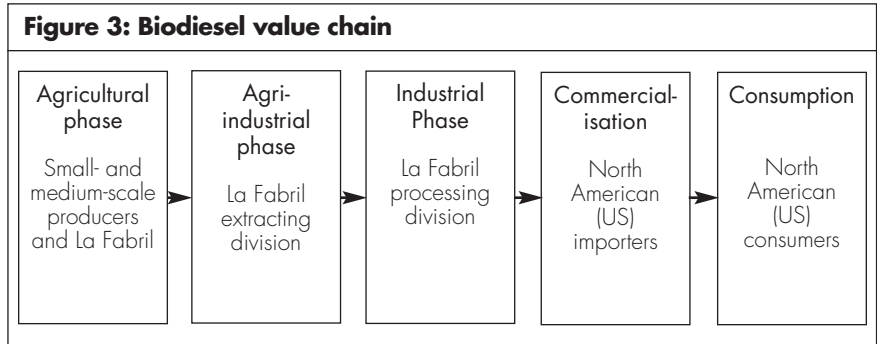 Figure 3: Biodiesel value chain
Agricultural
phase
Small- and
medium-scale
producers
and La Fabril
Agri-
industrial
phase
La Fabril
extracting
division
Industrial
Phase
La Fabril
processing
division
Commercial-
isation
North
American
(US)
importers
Consumption
North
American
(US)
consumers